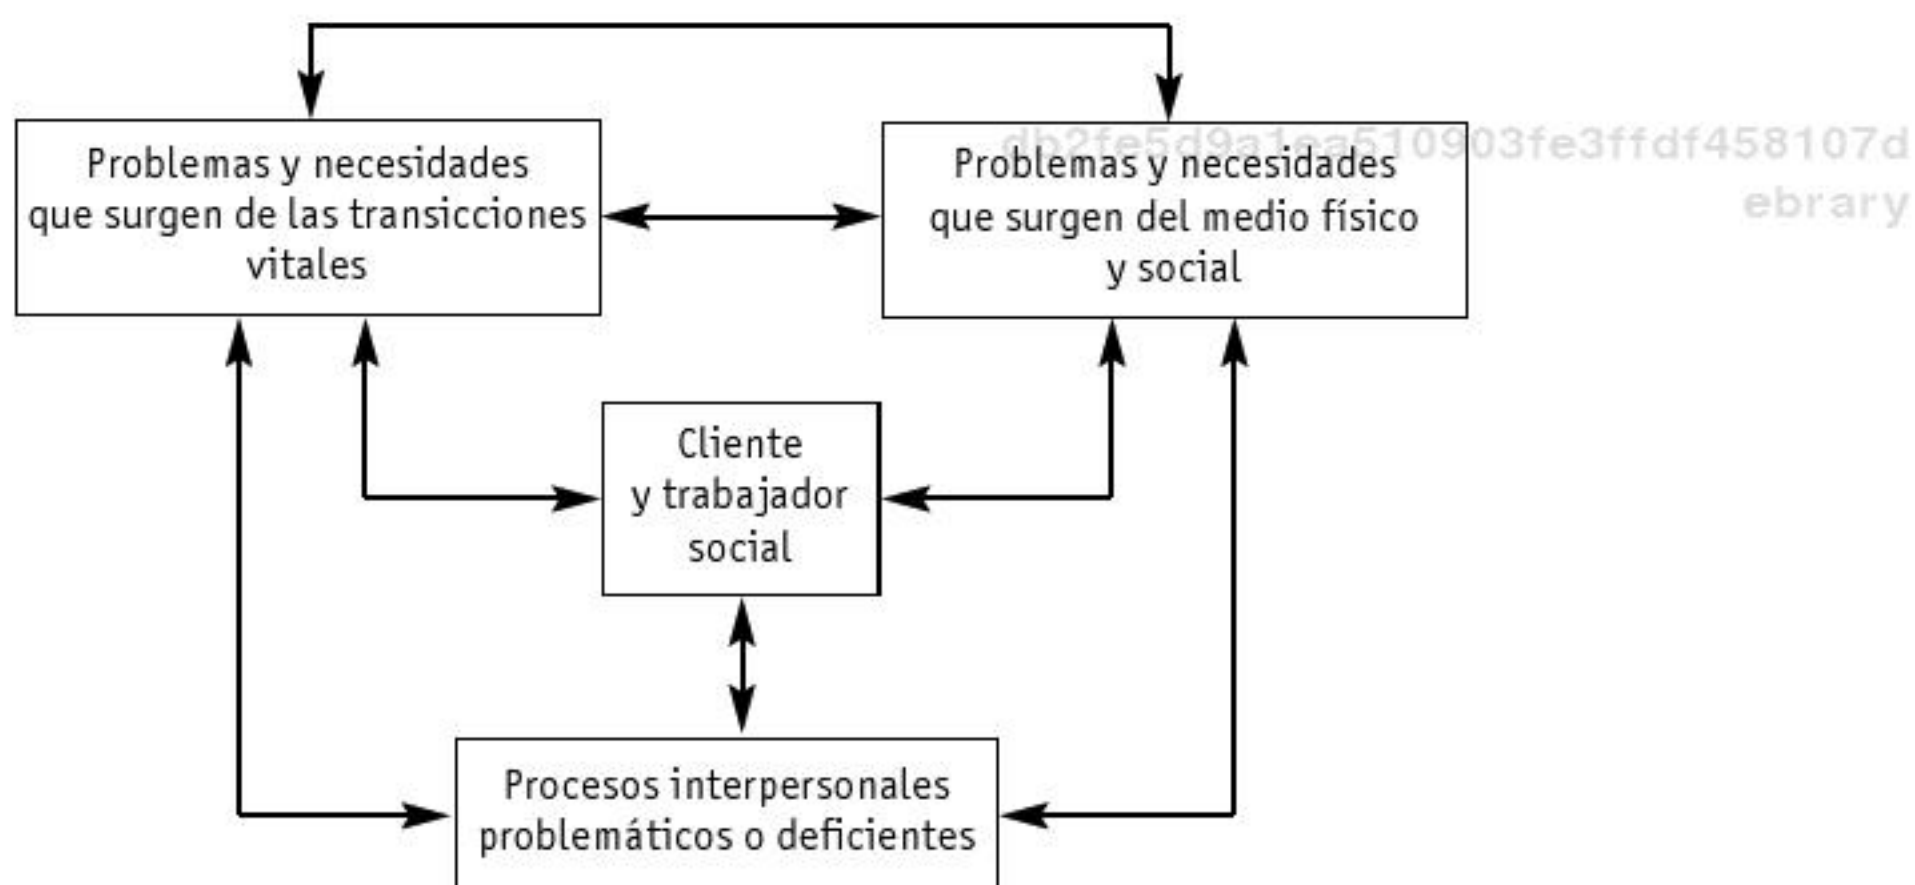 Problemas y necesidades
que surgen de las transicciones
vitales
Problemas y necesidades
que surgen del medio físico
y social
db2fe5d9a1ea510903fe3ffdf458107d
ebrary
Cliente
y trabajador
social
Procesos interpersonales
problemáticos o deficientes